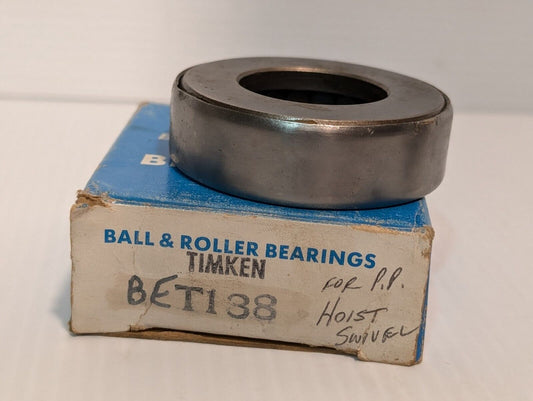 B
BALL & ROLLER BEARINGS
TIMKEN
BET138
FOR P.P.
HOIST
SWIVEL